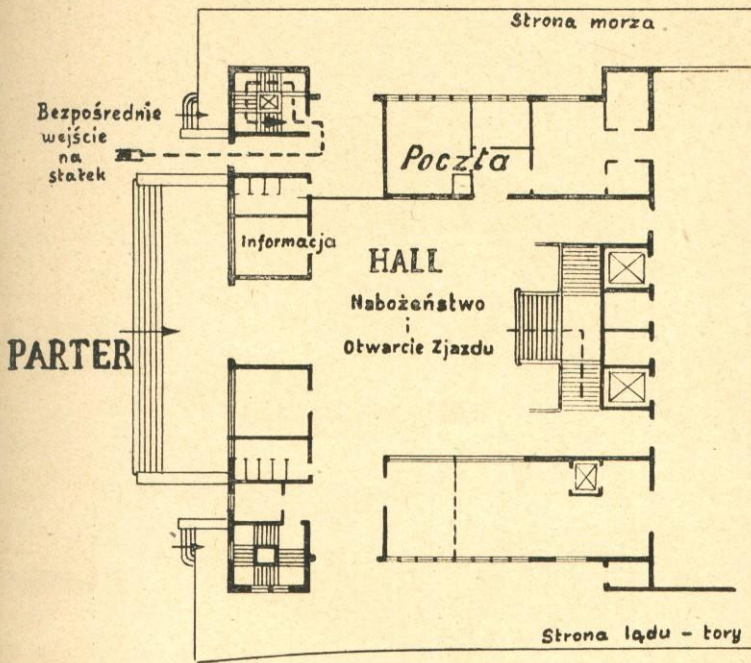 Strona morza
Bezpośrednie
wejście
na
statek
Poczta
Informacja
HALL
Nabożeństwo
i
Otwarcie Zjazdu
PARTER
Strona lądu - tory